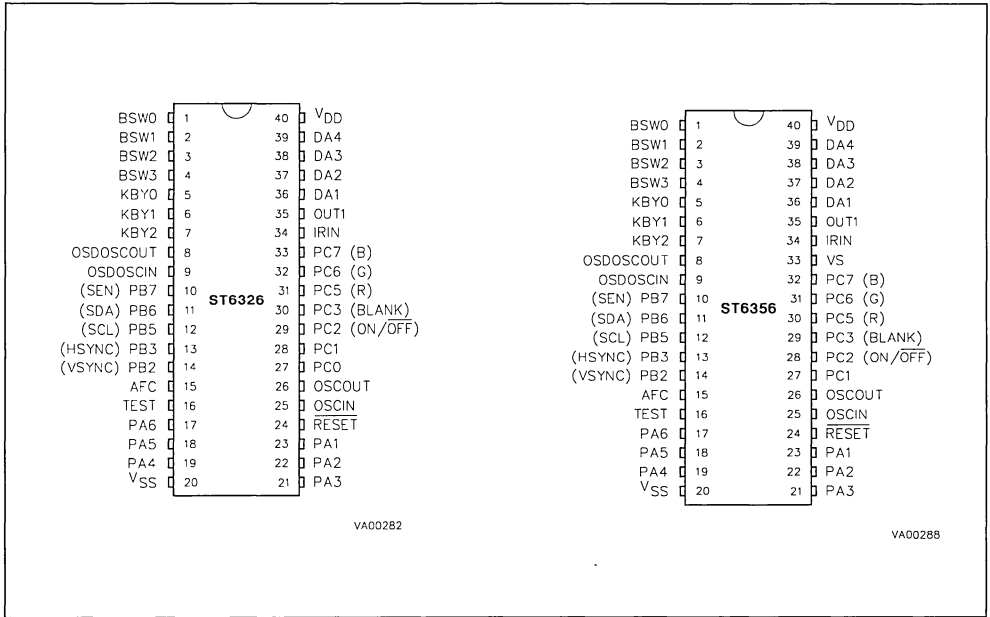 BSW0 1 40 VDD
BSW1 2 39 DA4
BSW2 3 38 DA3
BSW3 4 37 DA2
KBY0 5 36 DA1
KBY1 6 35 OUT1
KBY2 7 34 IRIN
OSDOSCOUT 8 33 PC7 (B)
OSDOSCIN 9 32 PC6 (G)
(SEN) PB7 10 31 PC5 (R)
ST6326
(SDA) PB6 11 30 PC3 (BLANK)
(SCL) PB5 12 29 PC2 (ON/OFF)
(HSYNC) PB3 13 28 PC1
(VSYNC) PB2 14 27 PC0
AFC 15 26 OSCOUT
TEST 16 25 OSCIN
PA6 17 24 RESET
PA5 18 23 PA1
PA4 19 22 PA2
VSS 20 21 PA3
VA00282
BSW0 1 40 VDD
BSW1 2 39 DA4
BSW2 3 38 DA3
BSW3 4 37 DA2
KBY0 5 36 DA1
KBY1 6 35 OUT1
KBY2 7 34 IRIN
OSDOSCOUT 8 33 VS
OSDOSCIN 9 32 PC7 (B)
(SEN) PB7 10 31 PC6 (G)
ST6356
(SDA) PB6 11 30 PC5 (R)
(SCL) PB5 12 29 PC3 (BLANK)
(HSYNC) PB3 13 28 PC2 (ON/OFF)
(VSYNC) PB2 14 27 PC1
AFC 15 26 OSCOUT
TEST 16 25 OSCIN
PA6 17 24 RESET
PA5 18 23 PA1
PA4 19 22 PA2
VSS 20 21 PA3
VA00288